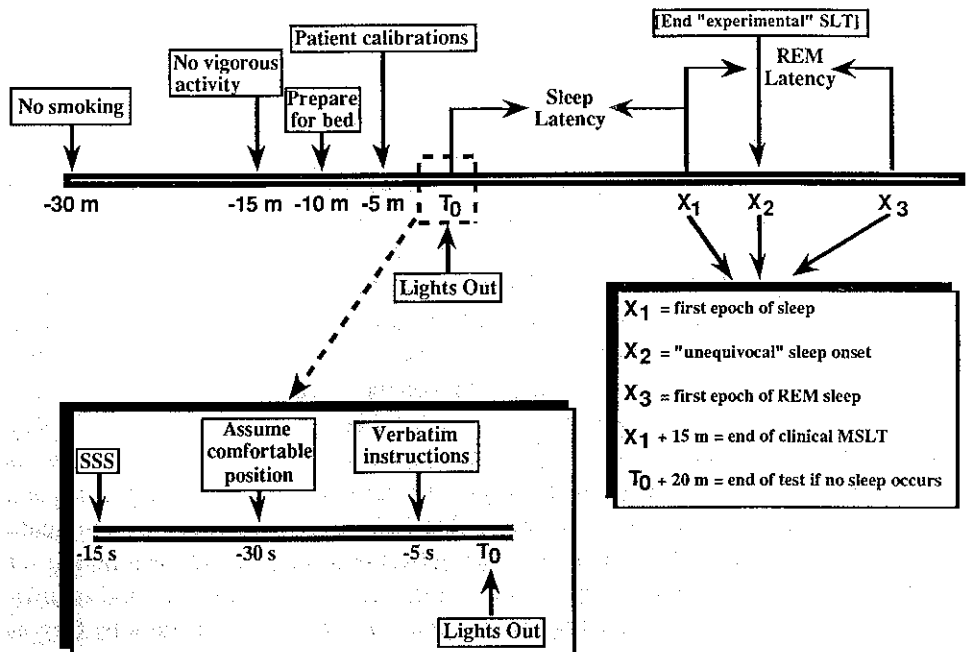 [End "experimental" SLT]
Patient calibrations
No vigorous
activity
REM
Latency
No smoking
Prepare
for bed
Sleep
Latency
-30 m
-15 m
-10 m
-5 m
T0
X1
X2
X3
Lights Out
X1 = first epoch of sleep
X2 = "unequivocal" sleep onset
X3 = first epoch of REM sleep
X1 + 15 m = end of clinical MSLT
T0 + 20 m = end of test if no sleep occurs
SSS
Assume
comfortable
position
Verbatim
instructions
-15 s
-30 s
-5 s
T0
Lights Out